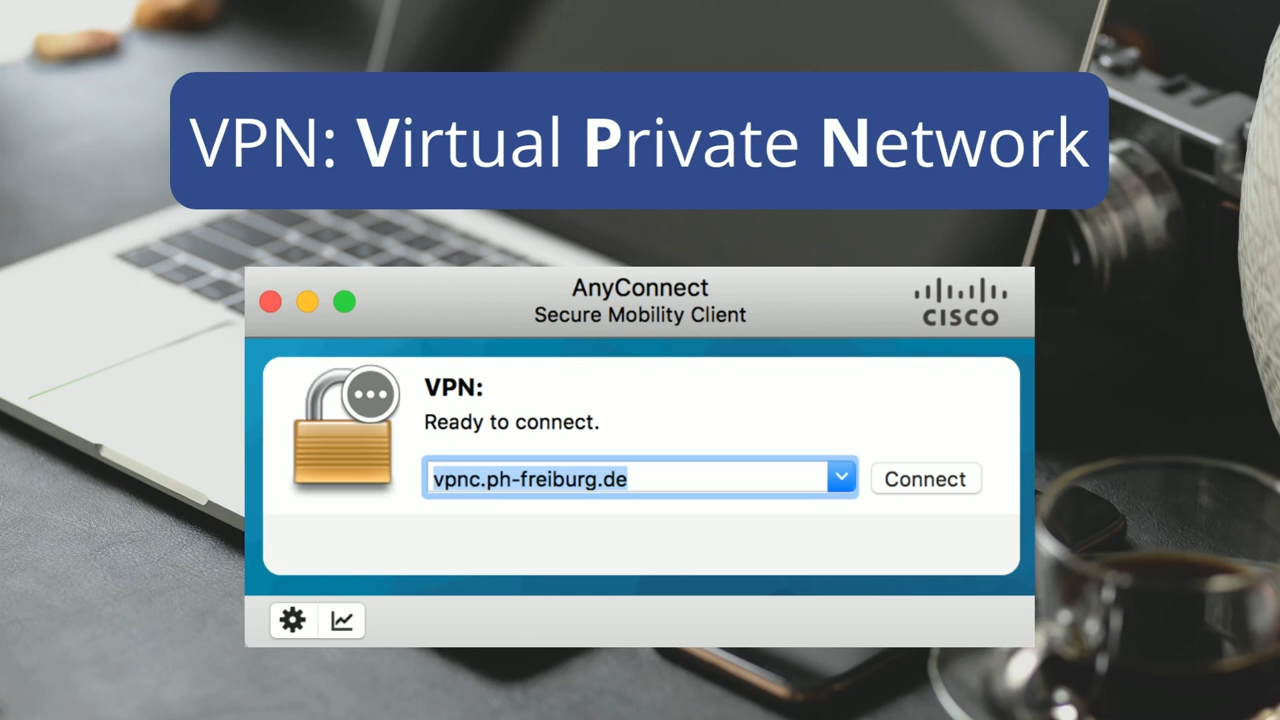 VPN: Virtual Private Network
AnyConnect
Secure Mobility Client
CISCO
VPN:
Ready to connect.
vpnc.ph-freiburg.de
Connect